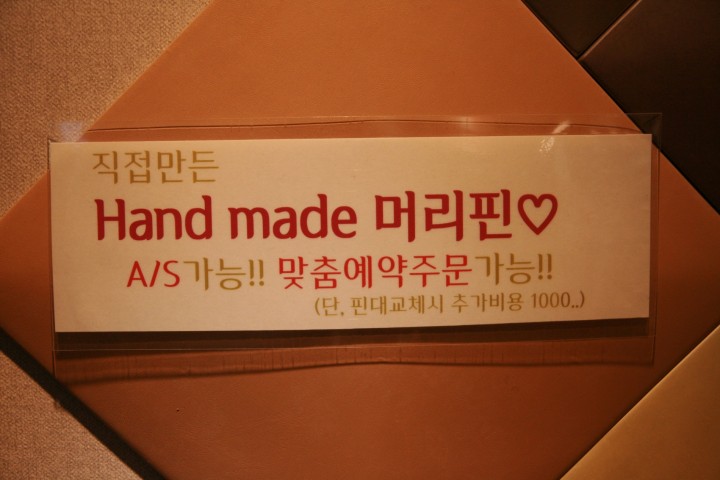 직접만든
Hand made 머리핀♡
A/S가능!! 맞춤예약주문가능!!
(단, 핀대교체시 추가비용 1000..)